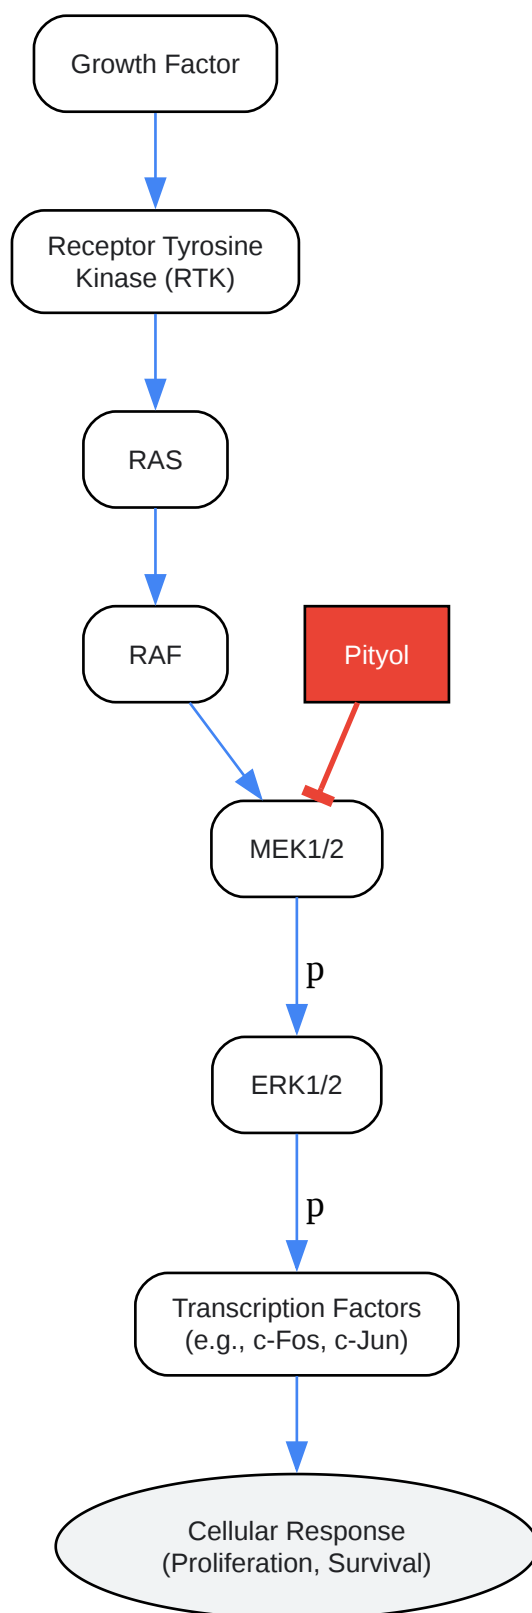 Growth Factor
Receptor Tyrosine
Kinase (RTK)
RAS
RAF
Pityol
MEK1/2
p
ERK1/2
p
Transcription Factors
(e.g., c-Fos, c-Jun)
Cellular Response
(Proliferation, Survival)